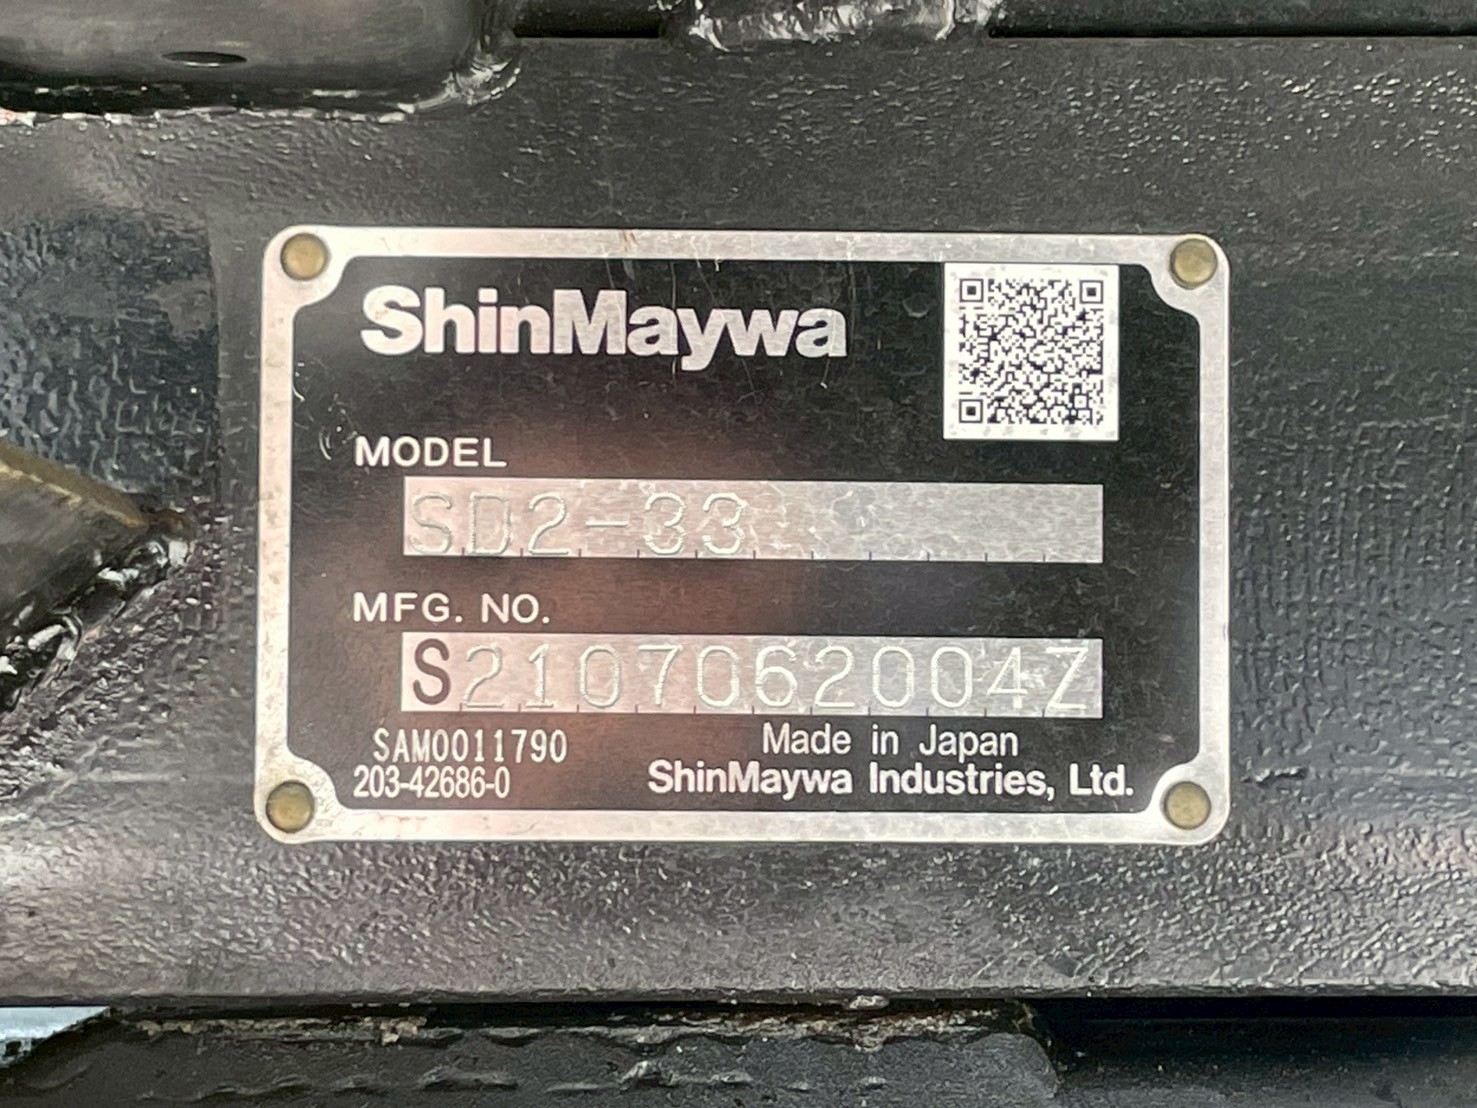 ShinMaywa
MODEL
SD2-33
MFG. NO.
S2107062004Z
SAM0011790
Made in Japan
203-42686-0
ShinMaywa Industries, Ltd.